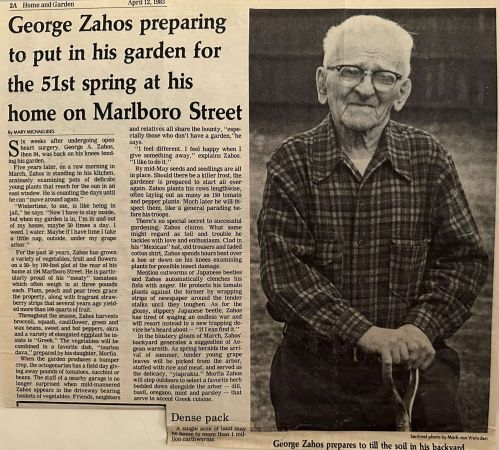 2A Home and Garden
April 12, 1983
George Zahos preparing
to put in his garden for
the 51st spring at his
home on Marlboro Street
By MARY MICHAELIDES
Six weeks after undergoing open
heart surgery, George A. Zahos,
then 84, was back on his knees tend-
ing his garden.
Five years later, on a raw morning in
March, Zahos is standing in his kitchen,
anxiously examining pots of delicate
young plants that reach for the sun in an
east window. He is counting the days until
he can "move around again."
"Wintertime, to me, is like being in
jail," he says. "Now I have to stay inside,
but when my garden is in, I'm in and out of
my house, maybe 50 times a day. I
weed. I water. Maybe if I have time I take
a little nap, outside, under my grape
arbor."
For the past 50 years, Zahos has grown
a variety of vegetables, fruit and flowers
on a 50- by 100-foot plot at the rear of his
home at 194 Marlboro Street. He is partic-
ularly proud of his "meaty" tomatoes
which often weigh in at three pounds
each. Plum, peach and pear trees grace
the property, along with fragrant straw-
berry strips that several years ago yield-
ed more than 100 quarts of fruit.
Throughout the season, Zahos harvests
broccoli, squash, cauliflower, green and
wax beans, sweet and hot peppers, okra
and a variety of elongated eggplant he in-
sists is "Greek." The vegetables will be
combined in a favorite dish, "tourlou
dava," prepared by his daughter, Morfia.
When the garden produces a bumper
crop, the octogenarian has a field day giv-
ing away pounds of tomatoes, zucchini or
beans. The staff of a nearby garage is no
longer surprised when mild-mannered
Zahos appears in the driveway bearing
baskets of vegetables. Friends, neighbors
and relatives all share the bounty, "espe-
cially those who don't have a garden," he
says.
"I feel different. I feel happy when I
give something away," explains Zahos.
"I like to do it."
By mid-May seeds and seedlings are all
in place. Should there be a killer frost, the
gardener is prepared to start all over
again. Zahos plants his rows lengthwise,
often laying out as many as 150 tomato
and pepper plants. Much later he will in-
spect them, like a general parading be-
fore his troops.
There's no special secret to successful
gardening, Zahos claims. What some
might regard as toil and trouble he
tackles with love and enthusiasm. Clad in
his "Mexican" hat, old trousers and faded
cotton shirt, Zahos spends hours bent over
a hoe or down on his knees examining
plants for possible insect damage.
Mention cutworms or Japanese beetles
and Zahos automatically clenches his
fists with anger. He protects his tomato
plants against the former by wrapping
strips of newspaper around the tender
stalks until they toughen. As for the
glossy, slippery Japanese beetle, Zahos
has tired of waging an endless war and
will resort instead to a new trapping de-
vice he's heard about — "if I can find it."
In the blustery gloom of March, Zahos'
backyard generates a suggestion of Ae-
gean warmth. As spring heralds the arri-
val of summer, tender young grape
leaves will be picked from the arbor,
stuffed with rice and meat, and served as
the delicacy, "yiaprakia." Morfia Zahos
will step outdoors to select a favorite herb
bedded down alongside the arbor — dill,
basil, oregano, mint and parsley — that
serve to accent Greek cuisine.
Dense pack
A single acre of land may
be home to more than 1 mil-
lion earthworms.
Sentinel photo by Mark van
George Zahos prepares to till the soil in his backyard